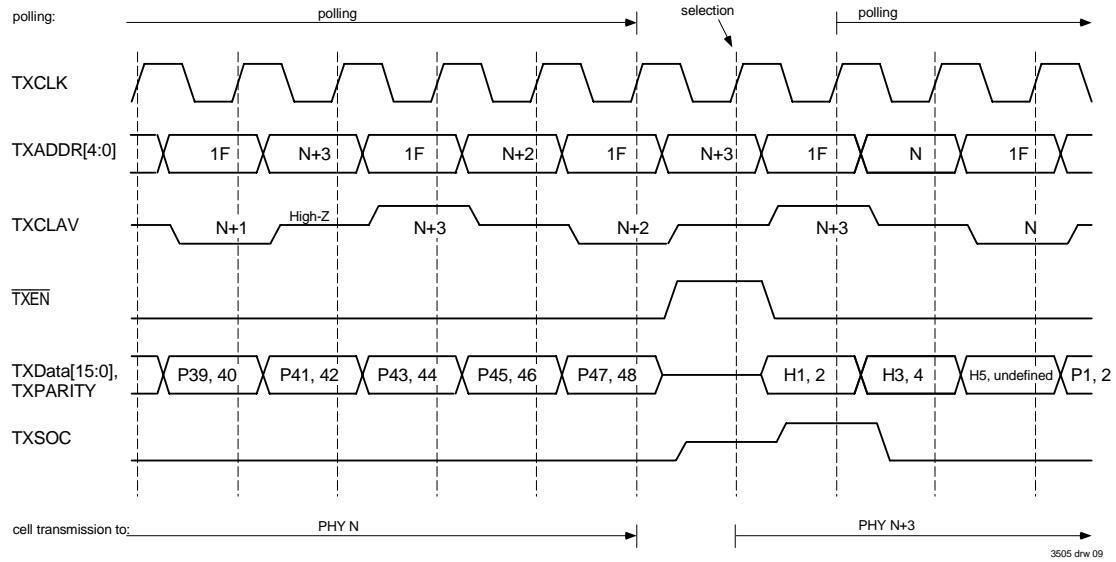 polling: polling selection polling
TXCLK
TXADDR[4:0] 1F N+3 1F N+2 1F N+3 1F N 1F
TXCLAV N+1 High-Z N+3 N+2 N+3 N
TXEN
TXData[15:0], TXPARITY P39, 40 P41, 42 P43, 44 P45, 46 P47, 48 H1, 2 H3, 4 H5, undefined P1, 2
TXSOC
cell transmission to: PHY N PHY N+3
3505 drw 09